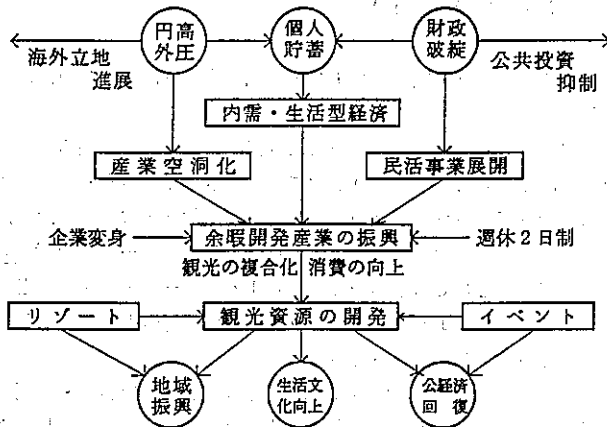 円高
外圧
個人
貯蓄
財政
破綻
海外立地
進展
公共投資
抑制
内需・生活型経済
産業空洞化
民活事業展開
企業変身
余暇開発産業の振興
週休2日制
観光の複合化 消費の向上
リゾート
観光資源の開発
イベント
地域
振興
生活文
化向上
公経済
回復